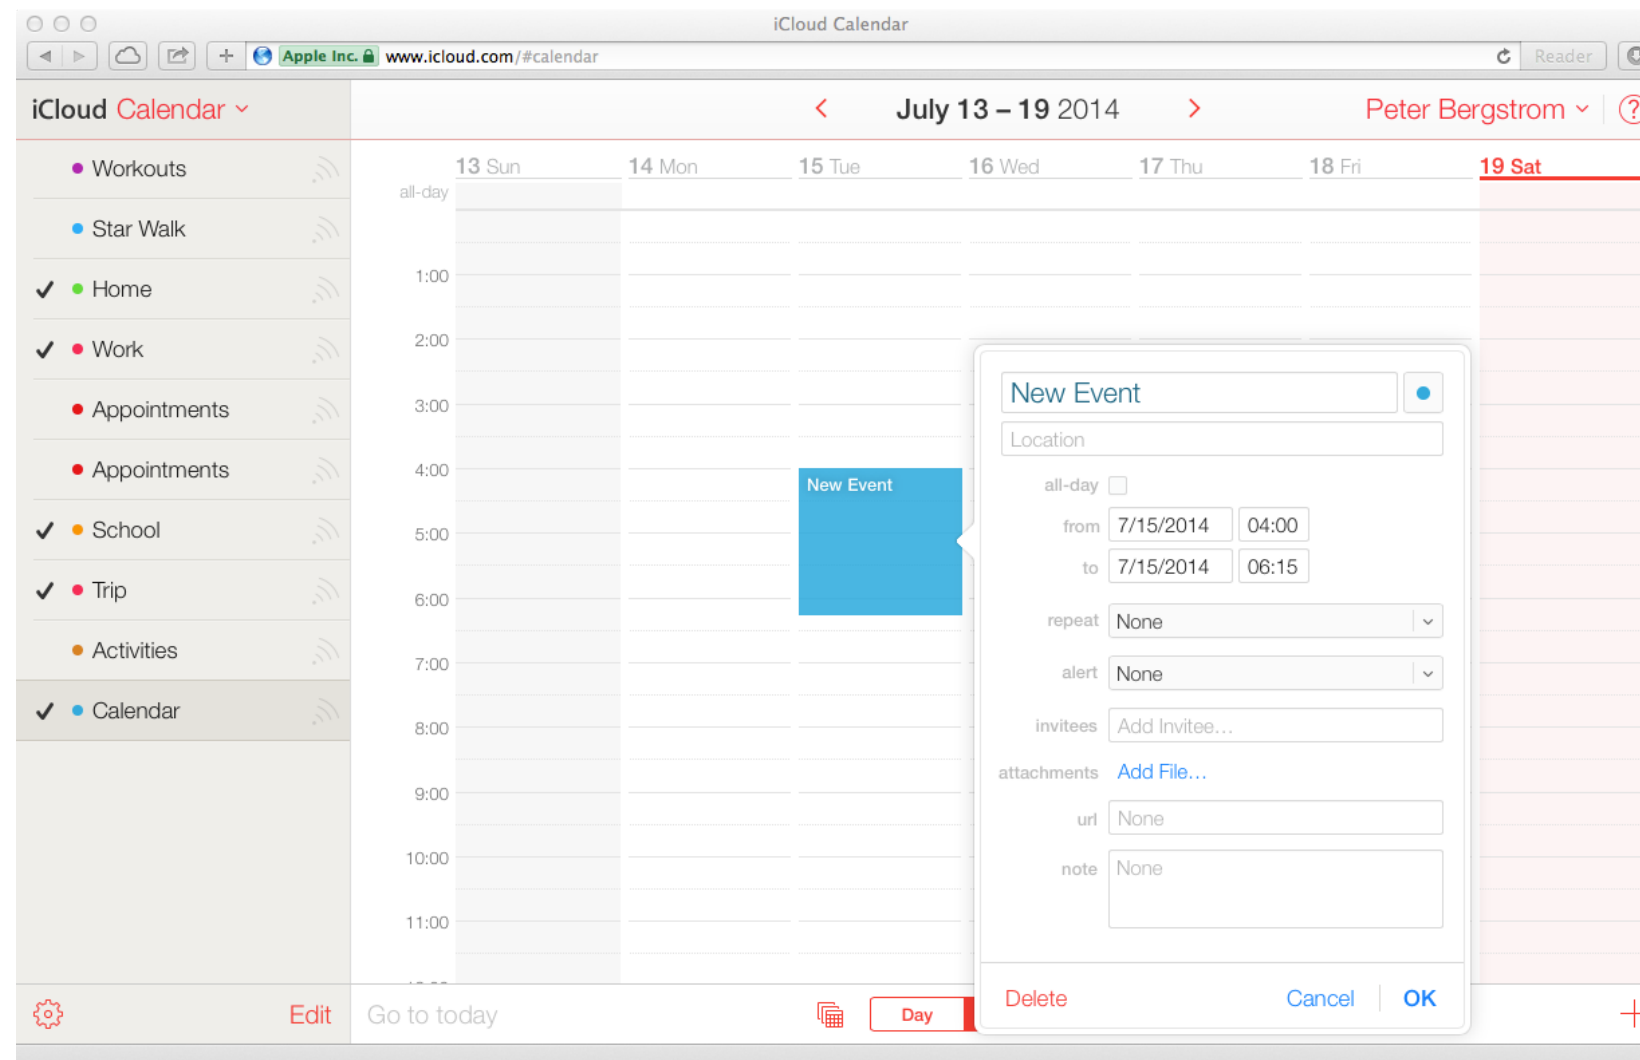 iCloud Calendar
Apple Inc. www.icloud.com/#calendar Reader
iCloud Calendar
July 13 – 19 2014
Peter Bergstrom
?
Workouts
Star Walk
Home
Work
Appointments
Appointments
School
Trip
Activities
Calendar
Edit
13 Sun 14 Mon 15 Tue 16 Wed 17 Thu 18 Fri 19 Sat
all-day
1:00
2:00
3:00
4:00
5:00
6:00
7:00
8:00
9:00
10:00
11:00
New Event
New Event
Location
all-day
from 7/15/2014 04:00
to 7/15/2014 06:15
repeat None
alert None
invitees Add Invitee...
attachments Add File...
url None
note None
Delete Cancel OK
Go to today
Day